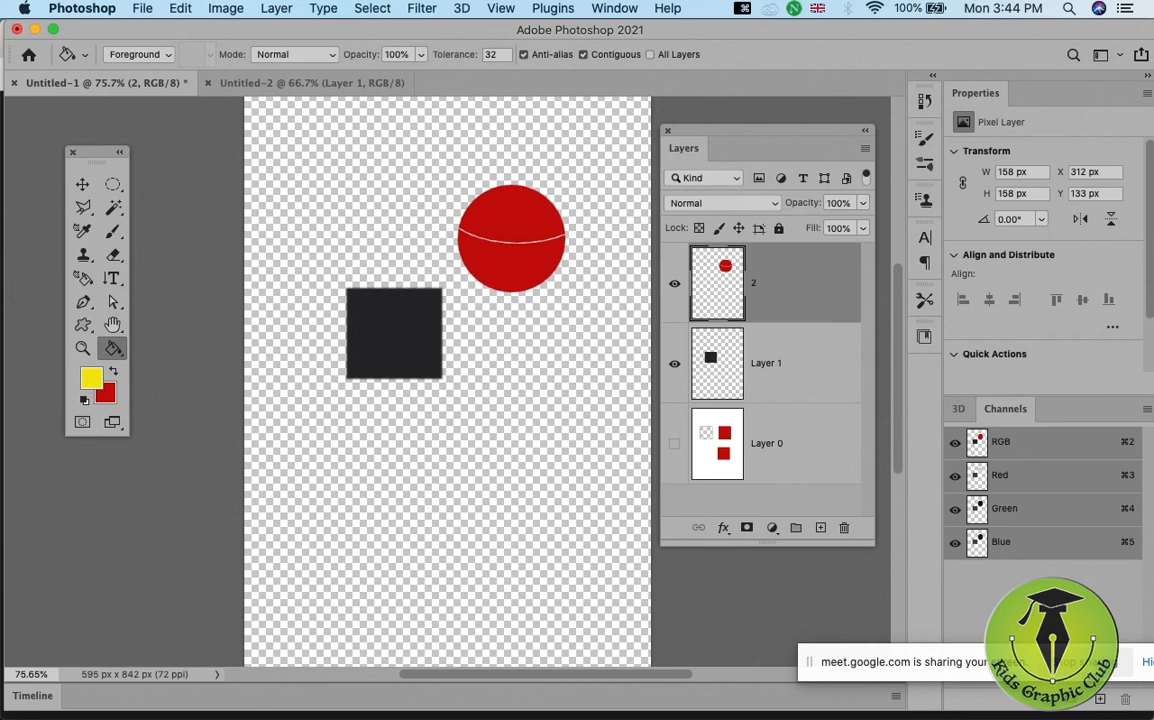 Photoshop File Edit Image Layer Type Select Filter 3D View Plugins Window Help 100% Mon 3:44 PM
Adobe Photoshop 2021
Foreground Mode: Normal Opacity: 100% Tolerance: 32 Anti-alias Contiguous All Layers
Untitled-1 @ 75.7% (2, RGB/8) * Untitled-2 @ 66.7% (Layer 1, RGB/8)
Properties
Pixel Layer
Layers
Transform
Kind
W 158 px X 312 px
H 158 px Y 133 px
Normal Opacity: 100%
0.00°
Lock: Fill: 100%
Align and Distribute
Align:
2
Quick Actions
Layer 1
3D Channels
RGB ⌘2
Layer 0
Red ⌘3
Green ⌘4
fx
Blue ⌘5
meet.google.com is sharing your screen.
75.65% 595 px x 842 px (72 ppi)
Kids Graphic Club
Timeline